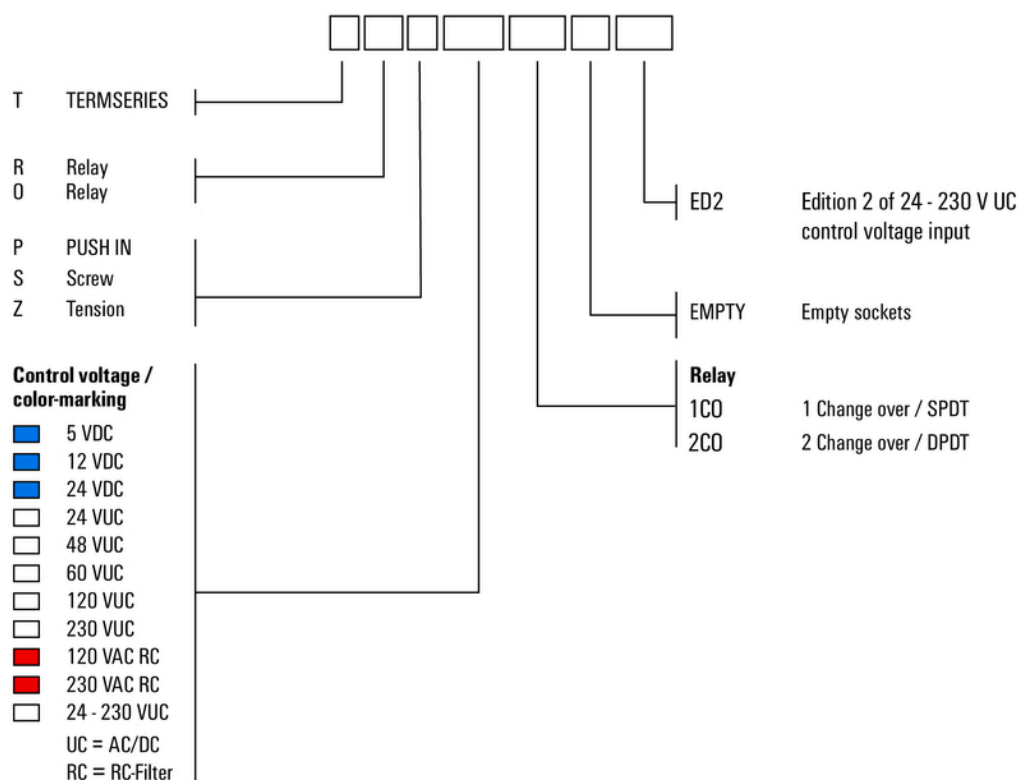 T TERMSERIES
R Relay
O Relay
P PUSH IN
S Screw
Z Tension
Control voltage /
color-marking
5 VDC
12 VDC
24 VDC
24 VUC
48 VUC
60 VUC
120 VUC
230 VUC
120 VAC RC
230 VAC RC
24 - 230 VUC
UC = AC/DC
RC = RC-Filter
ED2 Edition 2 of 24 - 230 V UC
control voltage input
EMPTY Empty sockets
Relay
1CO 1 Change over / SPDT
2CO 2 Change over / DPDT